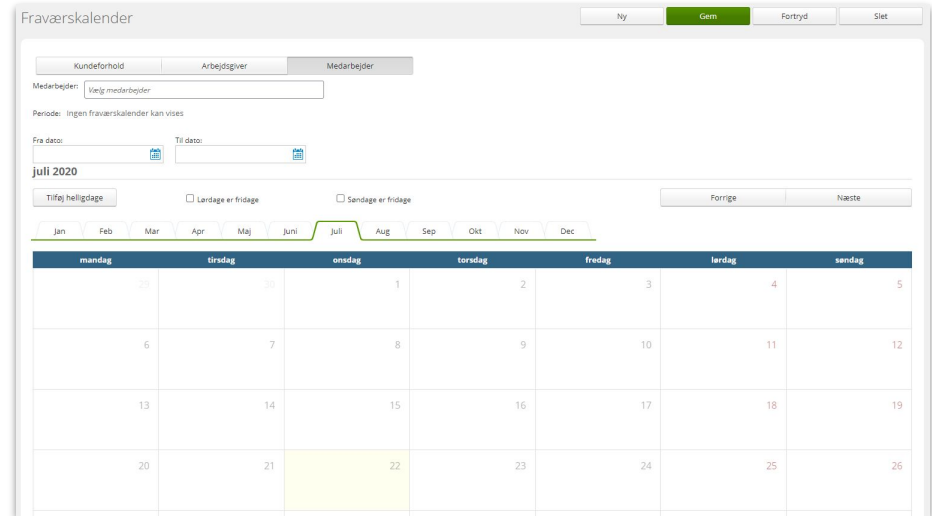 Fraværskalender
Ny Gem Fortryd Slet
Kundeforhold Arbejdsgiver Medarbejder
Medarbejder: Vælg medarbejder
Periode: Ingen fraværskalender kan vises
Fra dato: Til dato:
juli 2020
Tilføj helligdage Lørdage er fridage Søndage er fridage Forrige Næste
Jan Feb Mar Apr Maj Juni Juli Aug Sep Okt Nov Dec
mandag tirsdag onsdag torsdag fredag lørdag søndag
29 30 1 2 3 4 5
6 7 8 9 10 11 12
13 14 15 16 17 18 19
20 21 22 23 24 25 26